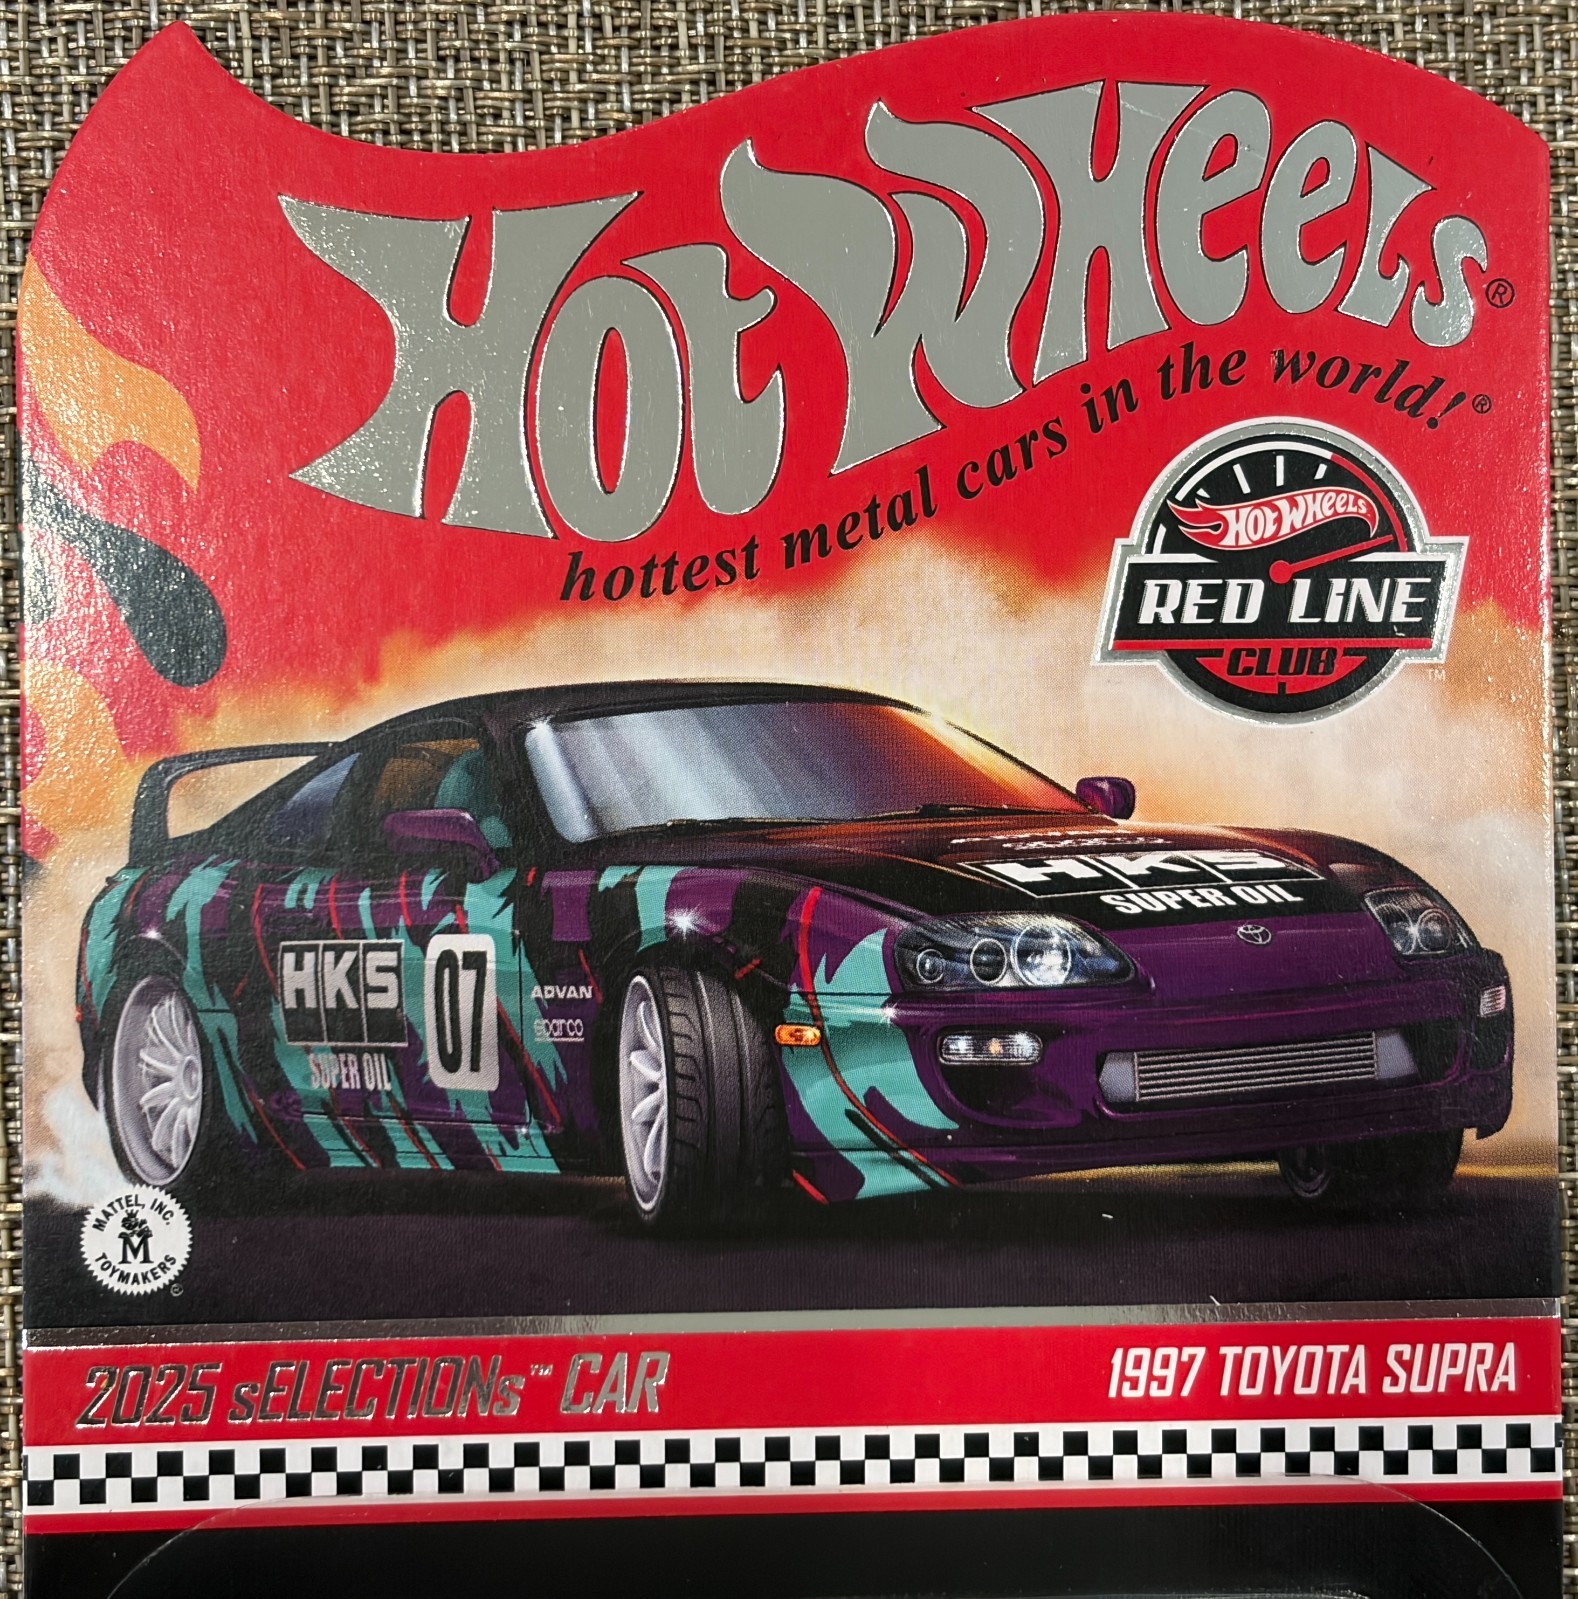 Hot Wheels®
hottest metal cars in the world!®
HOT WHEELS
RED LINE
CLUB™
HKS
SUPER OIL
HKS
SUPER OIL
07
ADVAN
sparco
MATTEL, INC.
M
TOYMAKERS
®
2025 sELECTIONs™ CAR
1997 TOYOTA SUPRA